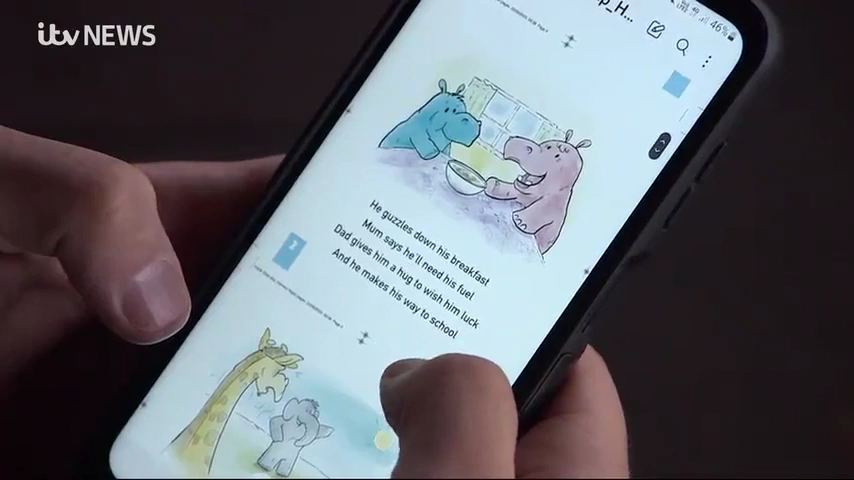 itv NEWS
p_H...
46%
He guzzles down his breakfast
Mum says he'll need his fuel
Dad gives him a hug to wish him luck
And he makes his way to school